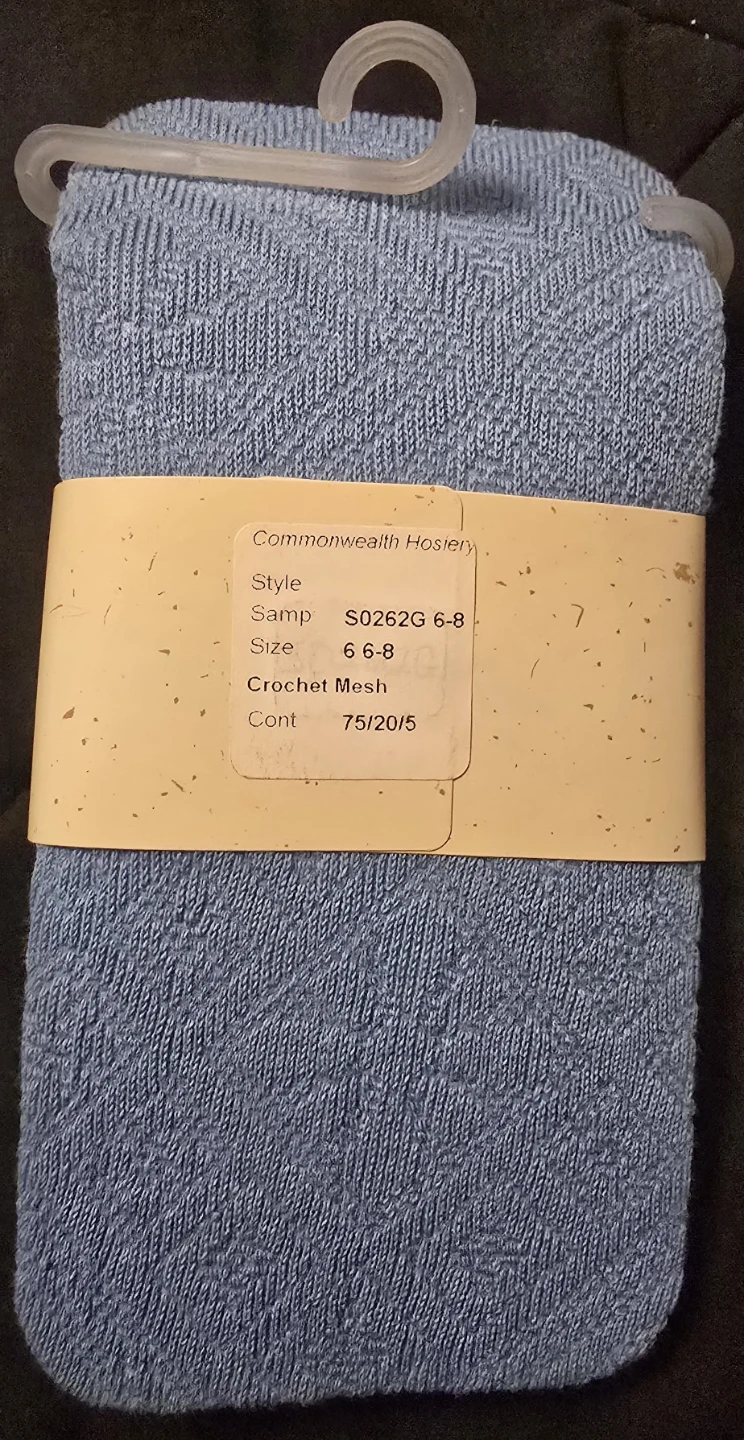 Commonwealth Hosiery
Style
Samp S0262G 6-8
Size 6 6-8
Crochet Mesh
Cont 75/20/5